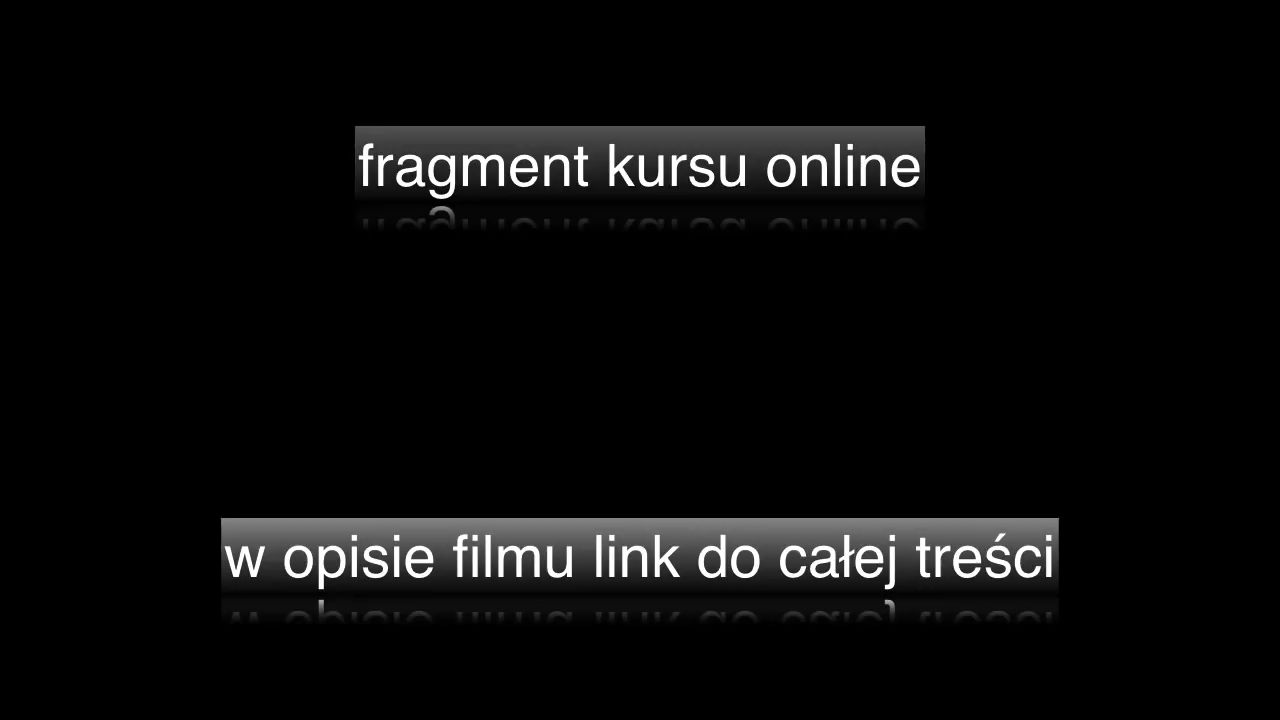 fragment kursu online
w opisie filmu link do całej treści